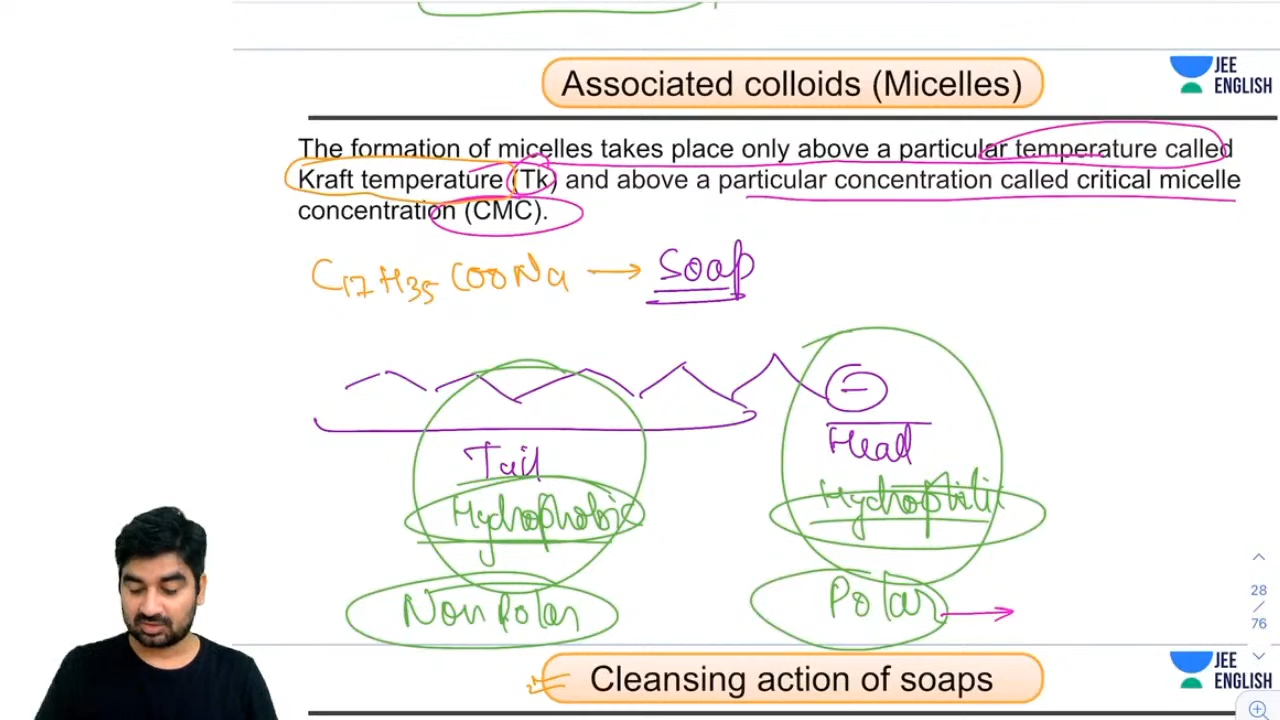 Associated colloids (Micelles)
JEE
ENGLISH
The formation of micelles takes place only above a particular temperature called
Kraft temperature (Tk) and above a particular concentration called critical micelle
concentration (CMC).
C17H35COONa → Soap
−
Tail
Head
Hydrophobic
Hydrophilic
Non Polar
Polar
28
/
76
Cleansing action of soaps
JEE
ENGLISH